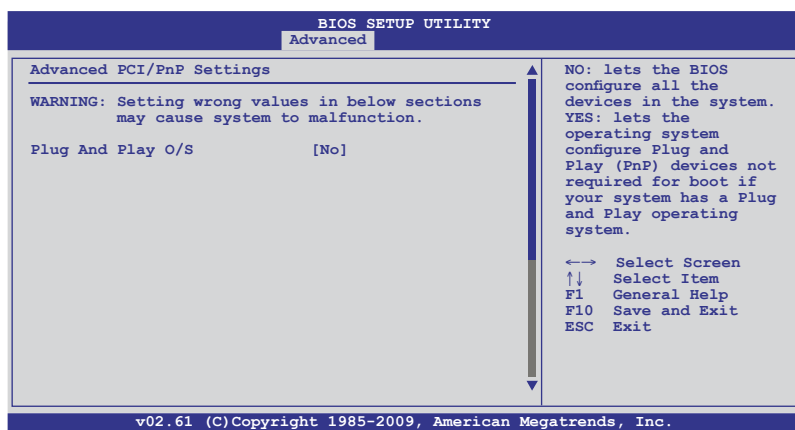 BIOS SETUP UTILITY
Advanced
Advanced PCI/PnP Settings
WARNING: Setting wrong values in below sections
may cause system to malfunction.
Plug And Play O/S [No]
NO: lets the BIOS
configure all the
devices in the system.
YES: lets the
operating system
configure Plug and
Play (PnP) devices not
required for boot if
your system has a Plug
and Play operating
system.
←→ Select Screen
↑↓ Select Item
F1 General Help
F10 Save and Exit
ESC Exit
v02.61 (C)Copyright 1985-2009, American Megatrends, Inc.